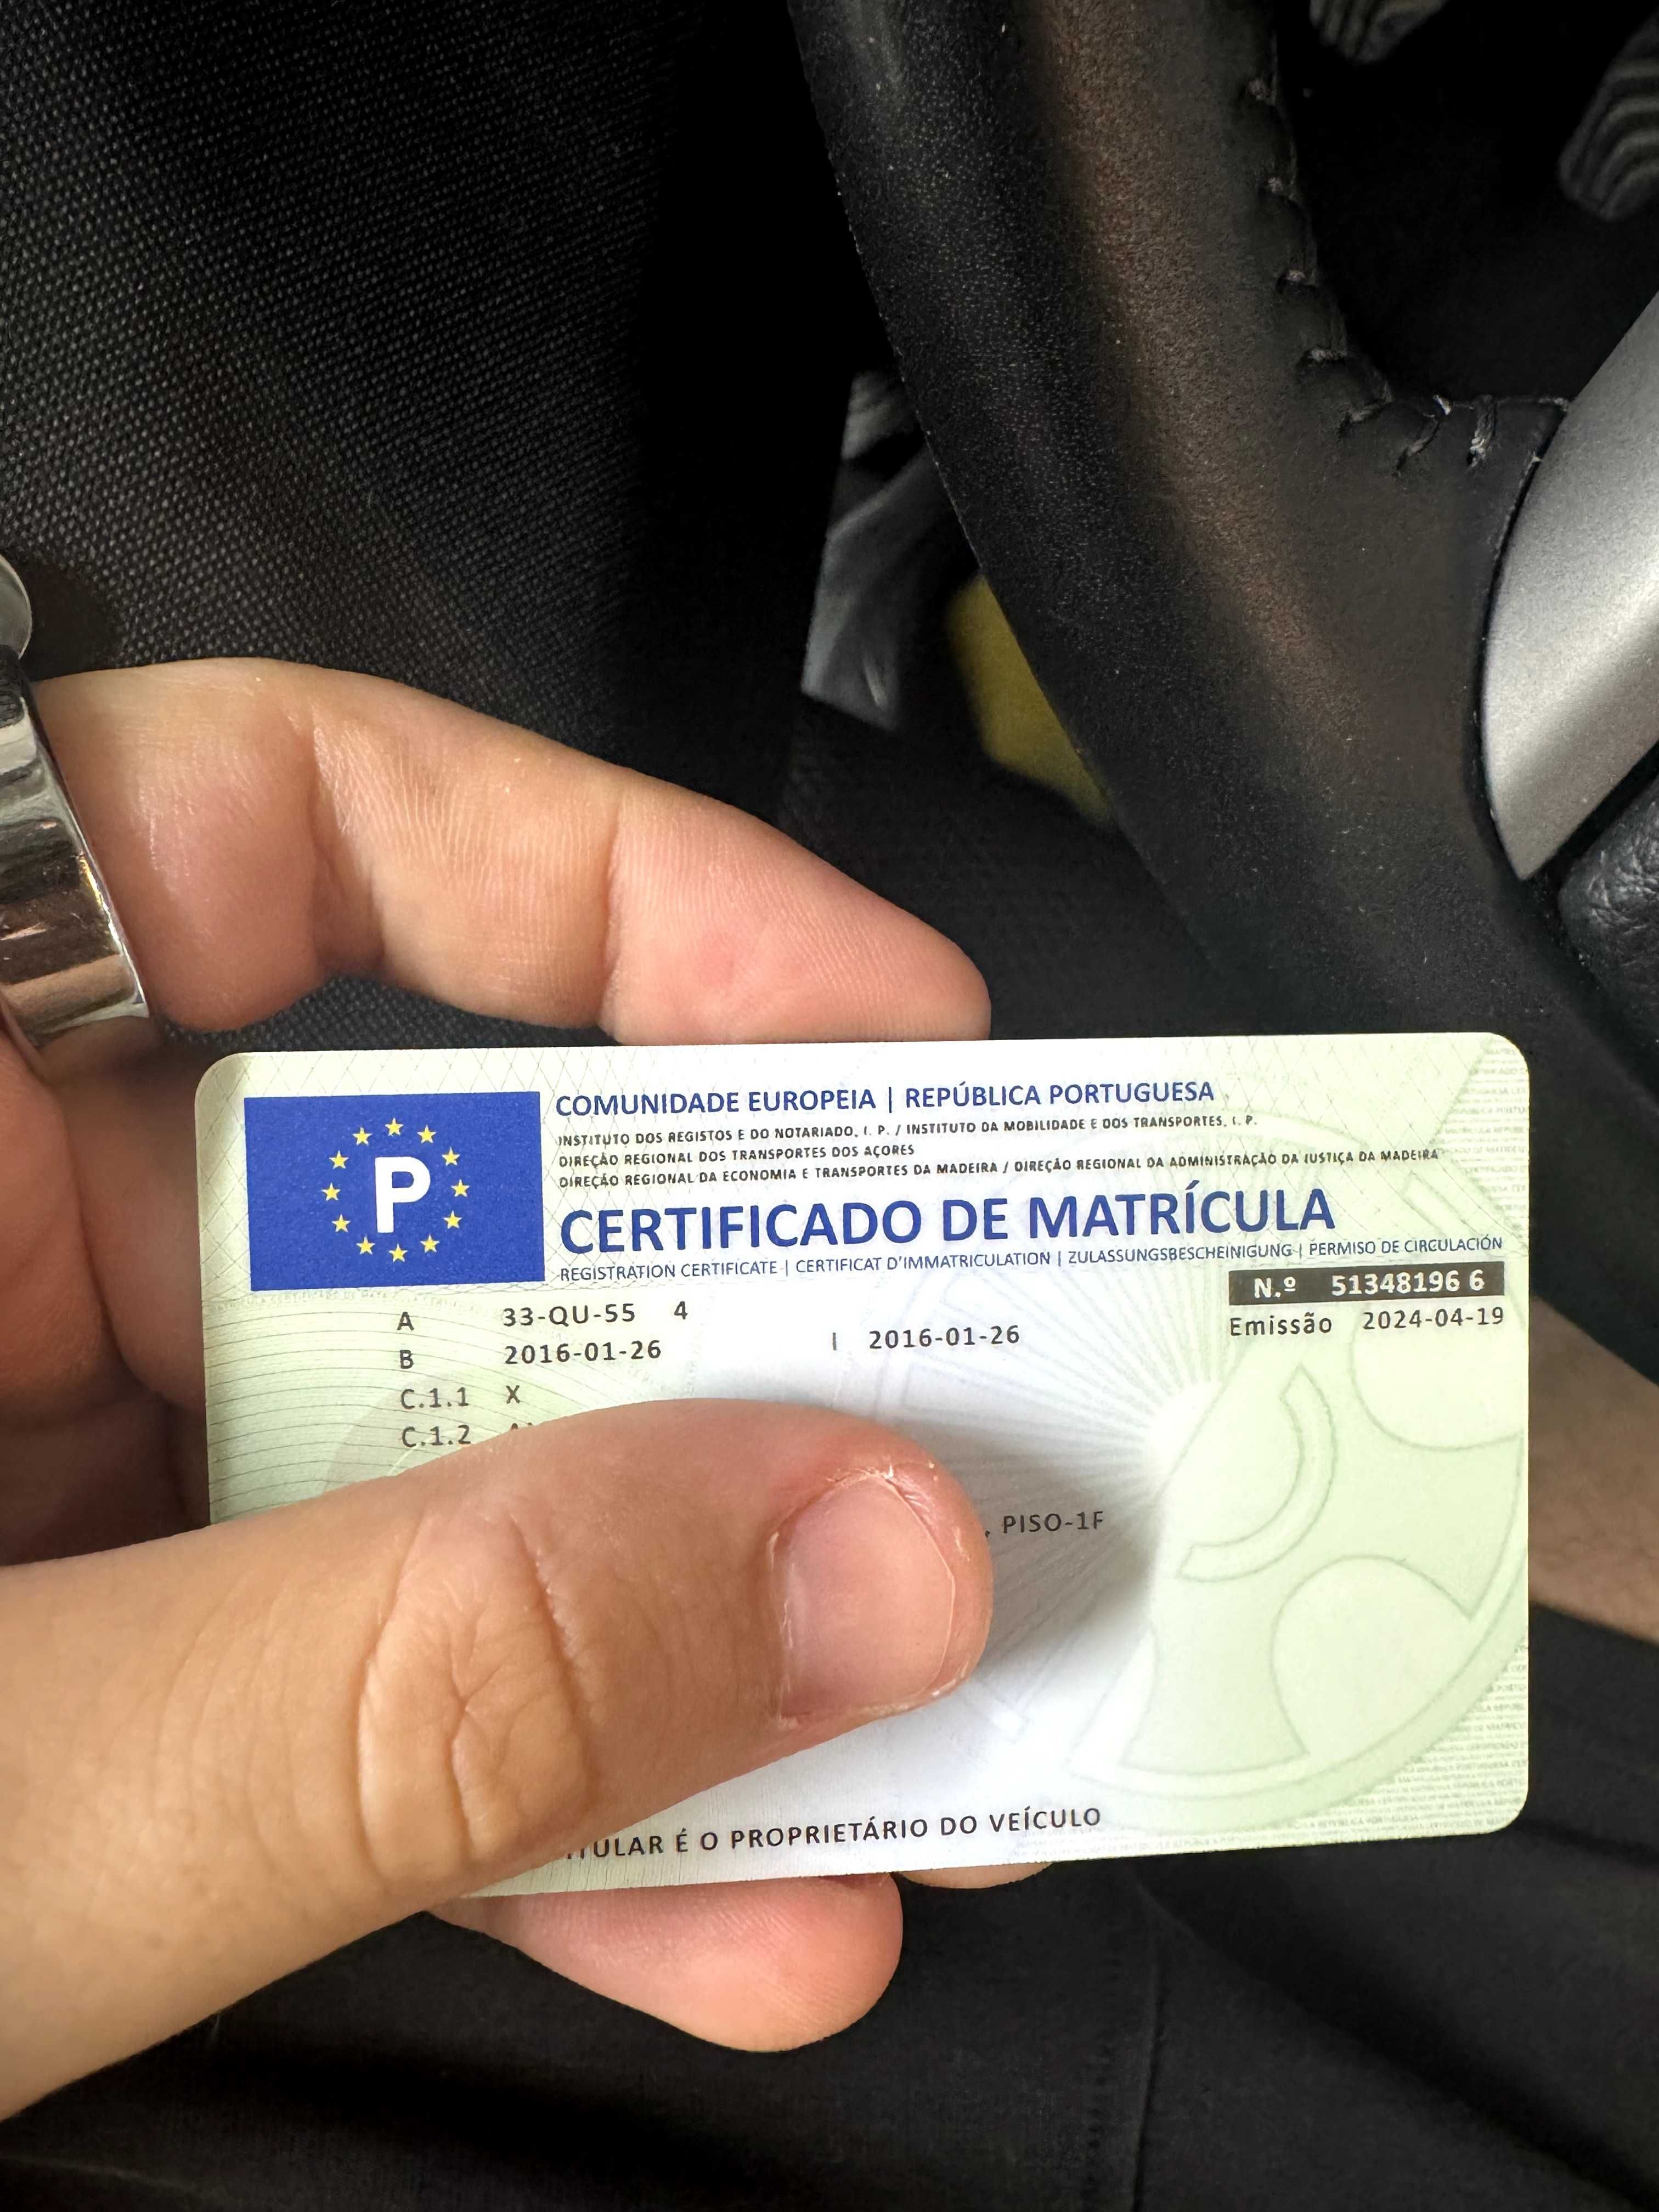 P
COMUNIDADE EUROPEIA | REPÚBLICA PORTUGUESA
INSTITUTO DOS REGISTOS E DO NOTARIADO, I. P. / INSTITUTO DA MOBILIDADE E DOS TRANSPORTES, I. P.
DIREÇÃO REGIONAL DOS TRANSPORTES DOS AÇORES
DIREÇÃO REGIONAL DA ECONOMIA E TRANSPORTES DA MADEIRA / DIREÇÃO REGIONAL DA ADMINISTRAÇÃO DA JUSTIÇA DA MADEIRA
CERTIFICADO DE MATRÍCULA
REGISTRATION CERTIFICATE | CERTIFICAT D'IMMATRICULATION | ZULASSUNGSBESCHEINIGUNG | PERMISO DE CIRCULACIÓN
N.º 51348196 6
A 33-QU-55 4
Emissão 2024-04-19
B 2016-01-26 I 2016-01-26
C.1.1 X
C.1.2
, PISO-1F
É O PROPRIETÁRIO DO VEÍCULO